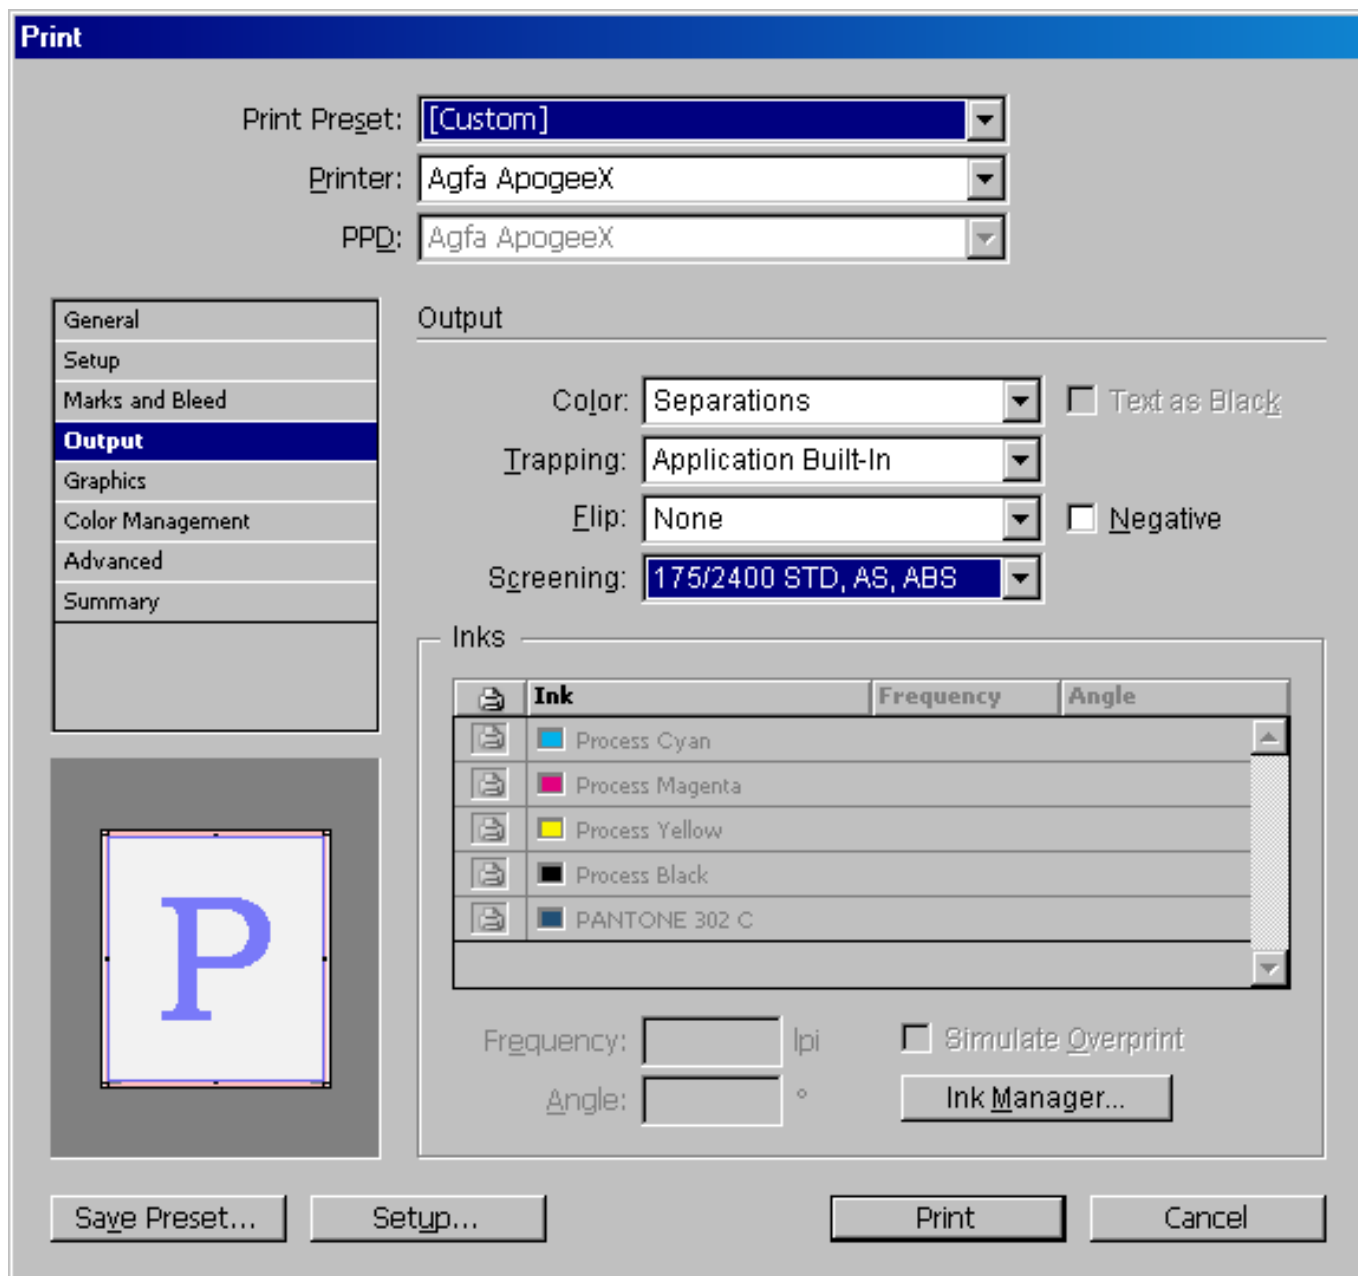 Print
Print Preset: [Custom]
Printer: Agfa ApogeeX
PPD: Agfa ApogeeX
General
Setup
Marks and Bleed
Output
Graphics
Color Management
Advanced
Summary
Output
Color: Separations Text as Black
Trapping: Application Built-In
Flip: None Negative
Screening: 175/2400 STD, AS, ABS
Inks
Ink Frequency Angle
Process Cyan
Process Magenta
Process Yellow
Process Black
PANTONE 302 C
Frequency: lpi Simulate Overprint
Angle: ° Ink Manager...
P
Save Preset... Setup... Print Cancel